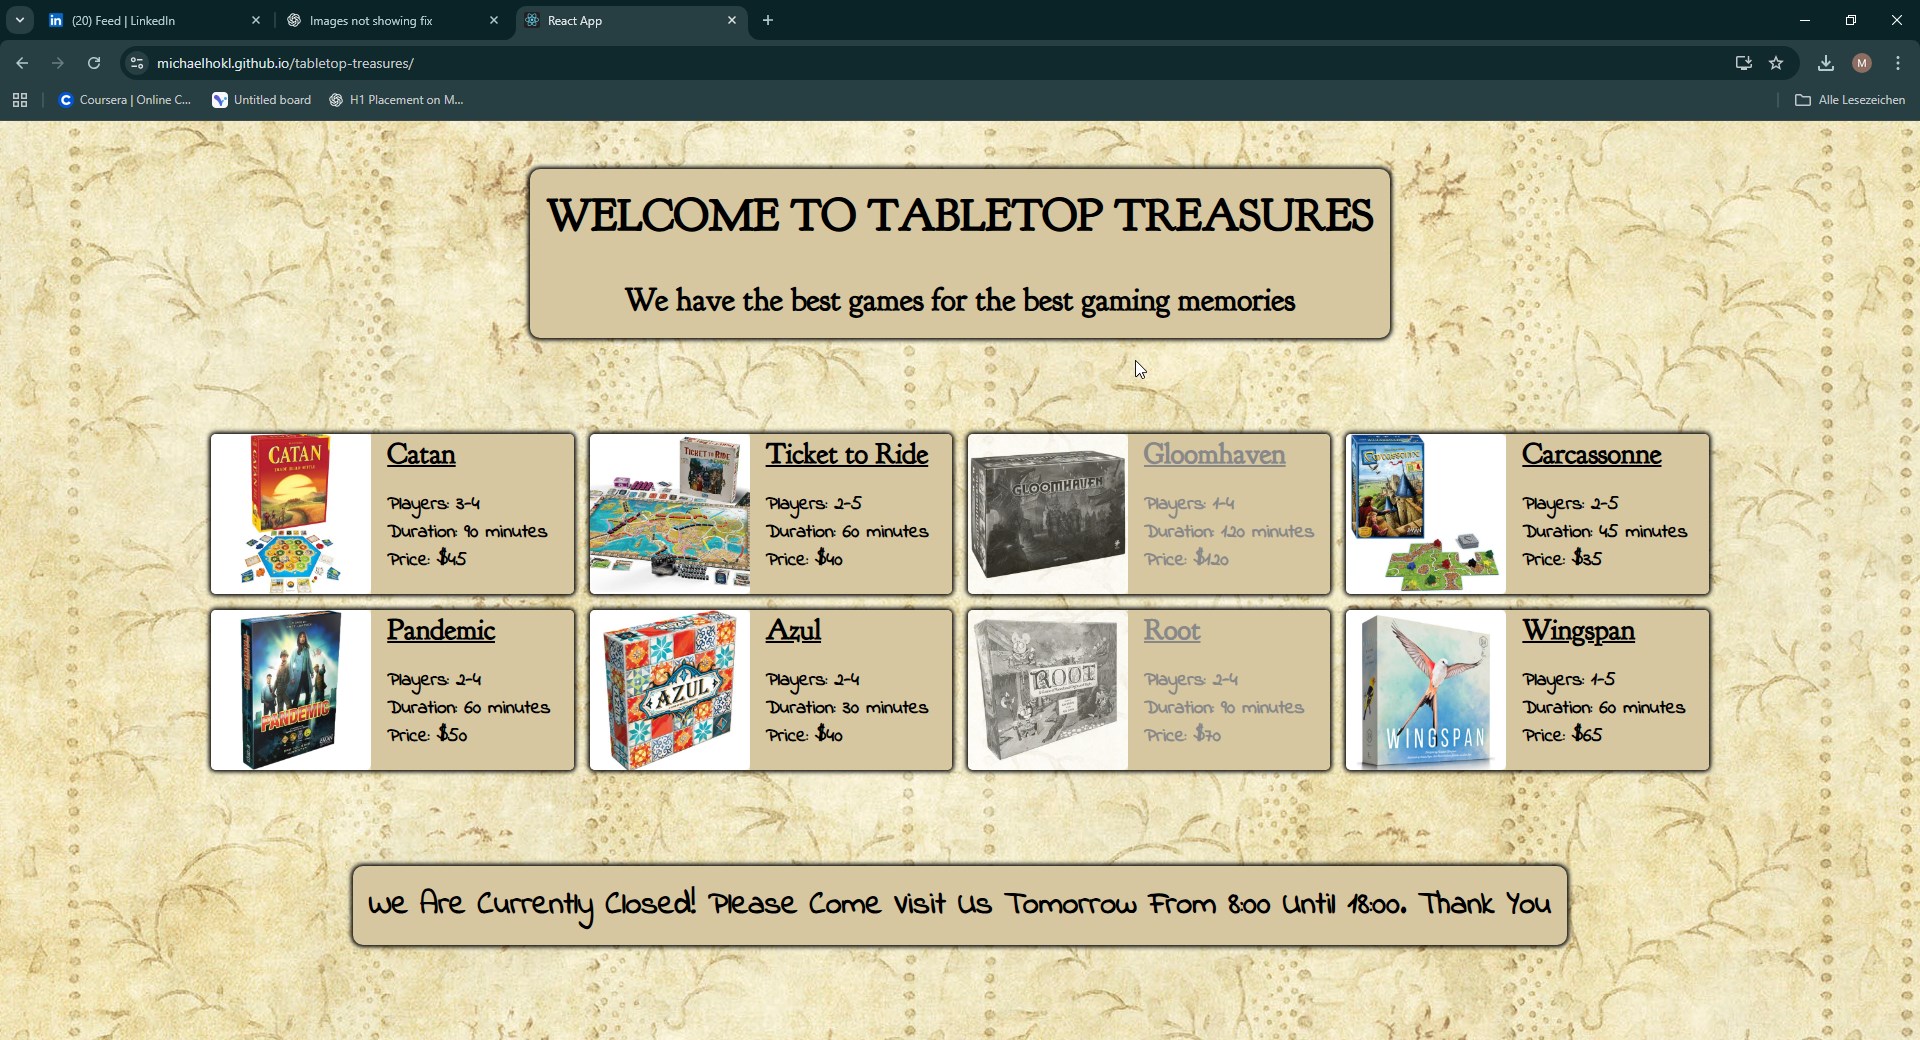 (20) Feed | LinkedIn
Images not showing fix
React App
michaelhokl.github.io/tabletop-treasures/
M
Coursera | Online C...
Untitled board
H1 Placement on M...
Alle Lesezeichen
WELCOME TO TABLETOP TREASURES
We have the best games for the best gaming memories
CATAN
Catan
Players: 3-4
Duration: 90 minutes
Price: $45
TICKET TO RIDE
Ticket to Ride
Players: 2-5
Duration: 60 minutes
Price: $40
GLOOMHAVEN
Gloomhaven
Players: 1-4
Duration: 120 minutes
Price: $120
Carcassonne
Carcassonne
Players: 2-5
Duration: 45 minutes
Price: $35
PANDEMIC
Pandemic
Players: 2-4
Duration: 60 minutes
Price: $50
AZUL
Azul
Players: 2-4
Duration: 30 minutes
Price: $40
ROOT
Root
Players: 2-4
Duration: 90 minutes
Price: $70
WINGSPAN
Wingspan
Players: 1-5
Duration: 60 minutes
Price: $65
We Are Currently Closed! Please Come Visit Us Tomorrow From 8:00 Until 18:00. Thank You